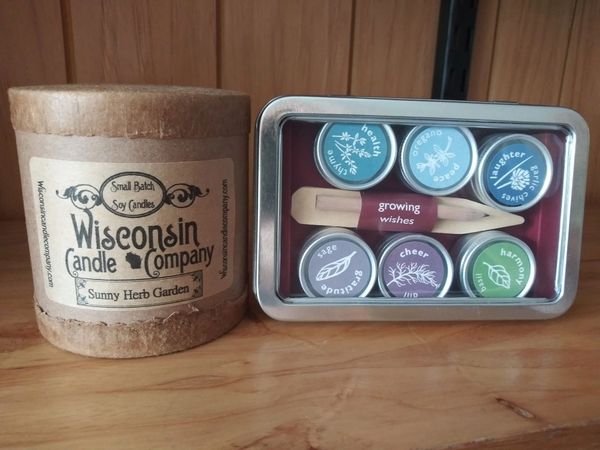 Small Batch
Soy Candles
Wisconsin
Candle Company
Sunny Herb Garden
Wisconsincandlecompany.com
Wisconsincandlecompany.com
health
thyme
oregano
peace
laughter
garlic chives
growing
wishes
sage
gratitude
cheer
dill
harmony
basil